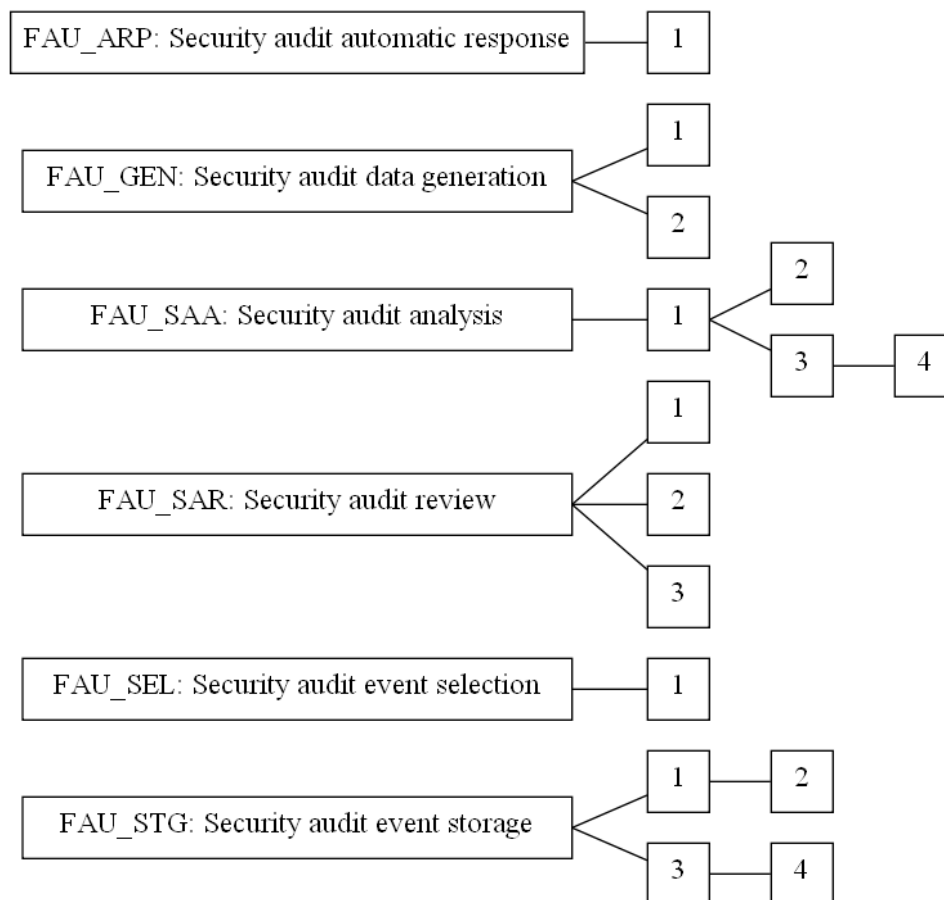 FAU_ARP: Security audit automatic response 1
1
FAU_GEN: Security audit data generation
2
2
FAU_SAA: Security audit analysis 1
3 4
1
FAU_SAR: Security audit review 2
3
FAU_SEL: Security audit event selection 1
1 2
FAU_STG: Security audit event storage
3 4